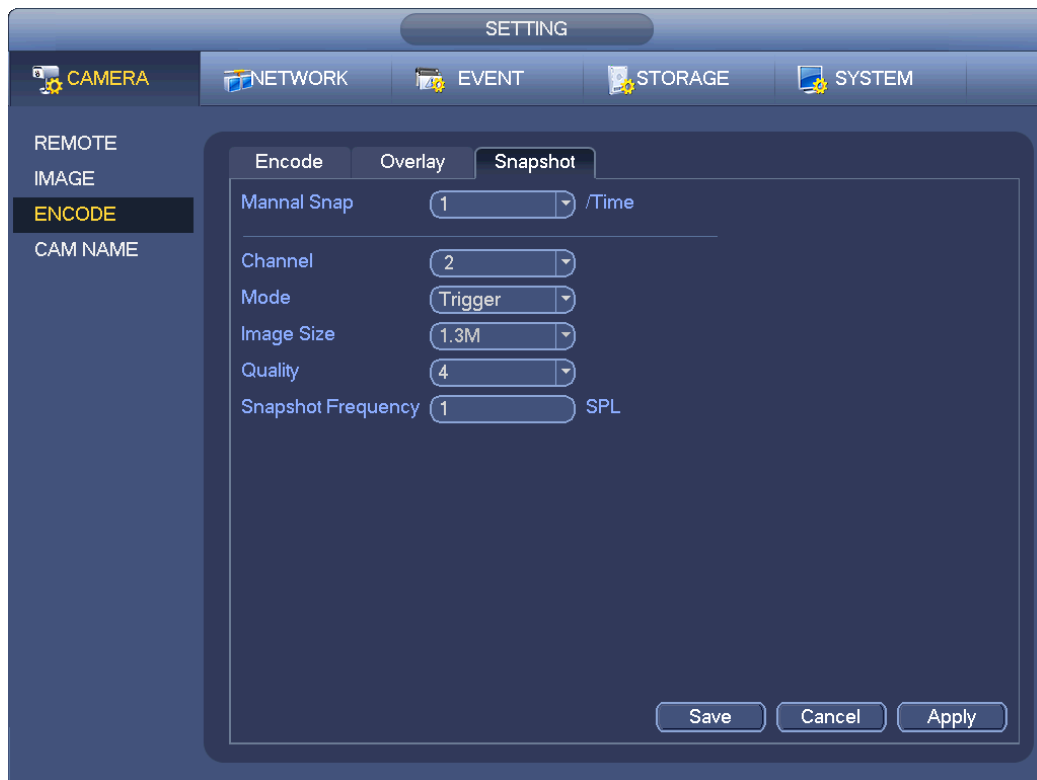 SETTING
CAMERA NETWORK EVENT STORAGE SYSTEM
REMOTE
IMAGE
ENCODE
CAM NAME
Encode Overlay Snapshot
Mannal Snap 1 /Time
Channel 2
Mode Trigger
Image Size 1.3M
Quality 4
Snapshot Frequency 1 SPL
Save Cancel Apply